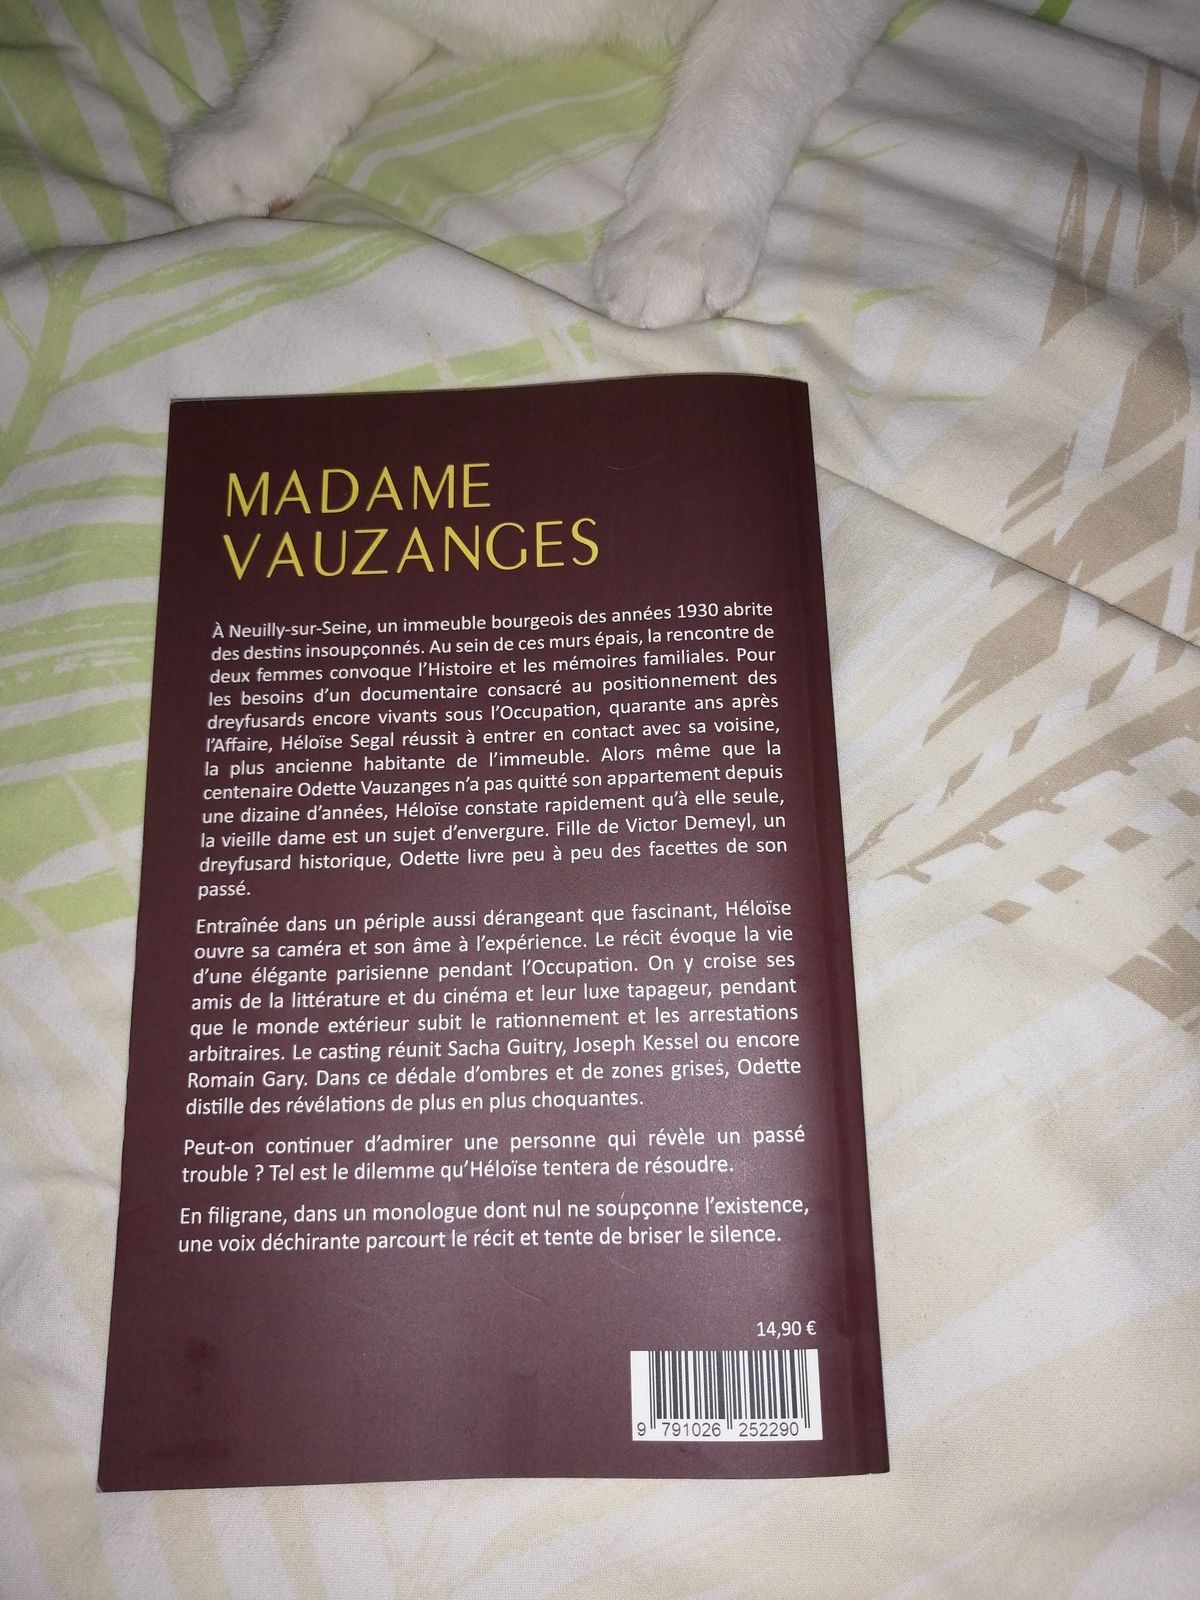 MADAME
VAUZANGES
À Neuilly-sur-Seine, un immeuble bourgeois des années 1930 abrite
des destins insoupçonnés. Au sein de ces murs épais, la rencontre de
deux femmes convoque l’Histoire et les mémoires familiales. Pour
les besoins d’un documentaire consacré au positionnement des
dreyfusards encore vivants sous l’Occupation, quarante ans après
l’Affaire, Héloïse Segal réussit à entrer en contact avec sa voisine,
la plus ancienne habitante de l’immeuble. Alors même que la
centenaire Odette Vauzanges n’a pas quitté son appartement depuis
une dizaine d’années, Héloïse constate rapidement qu’à elle seule,
la vieille dame est un sujet d’envergure. Fille de Victor Demeyl, un
dreyfusard historique, Odette livre peu à peu des facettes de son
passé.
Entraînée dans un périple aussi dérangeant que fascinant, Héloïse
ouvre sa caméra et son âme à l’expérience. Le récit évoque la vie
d’une élégante parisienne pendant l’Occupation. On y croise ses
amis de la littérature et du cinéma et leur luxe tapageur, pendant
que le monde extérieur subit le rationnement et les arrestations
arbitraires. Le casting réunit Sacha Guitry, Joseph Kessel ou encore
Romain Gary. Dans ce dédale d’ombres et de zones grises, Odette
distille des révélations de plus en plus choquantes.
Peut-on continuer d’admirer une personne qui révèle un passé
trouble ? Tel est le dilemme qu’Héloïse tentera de résoudre.
En filigrane, dans un monologue dont nul ne soupçonne l’existence,
une voix déchirante parcourt le récit et tente de briser le silence.
14,90 €
9 791026 252290